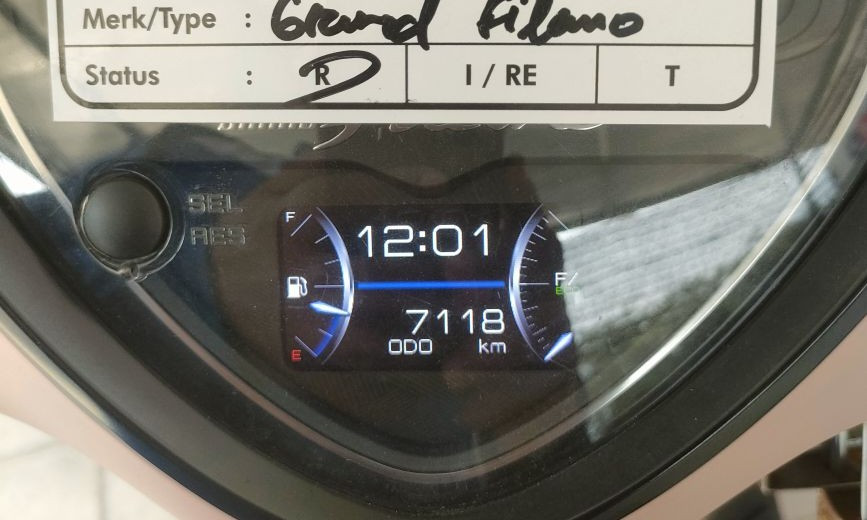 Merk/Type : Grand Filano
Status : R I / RE T
SEL
RES
F
12:01
F/
E
7118
E
ODO km